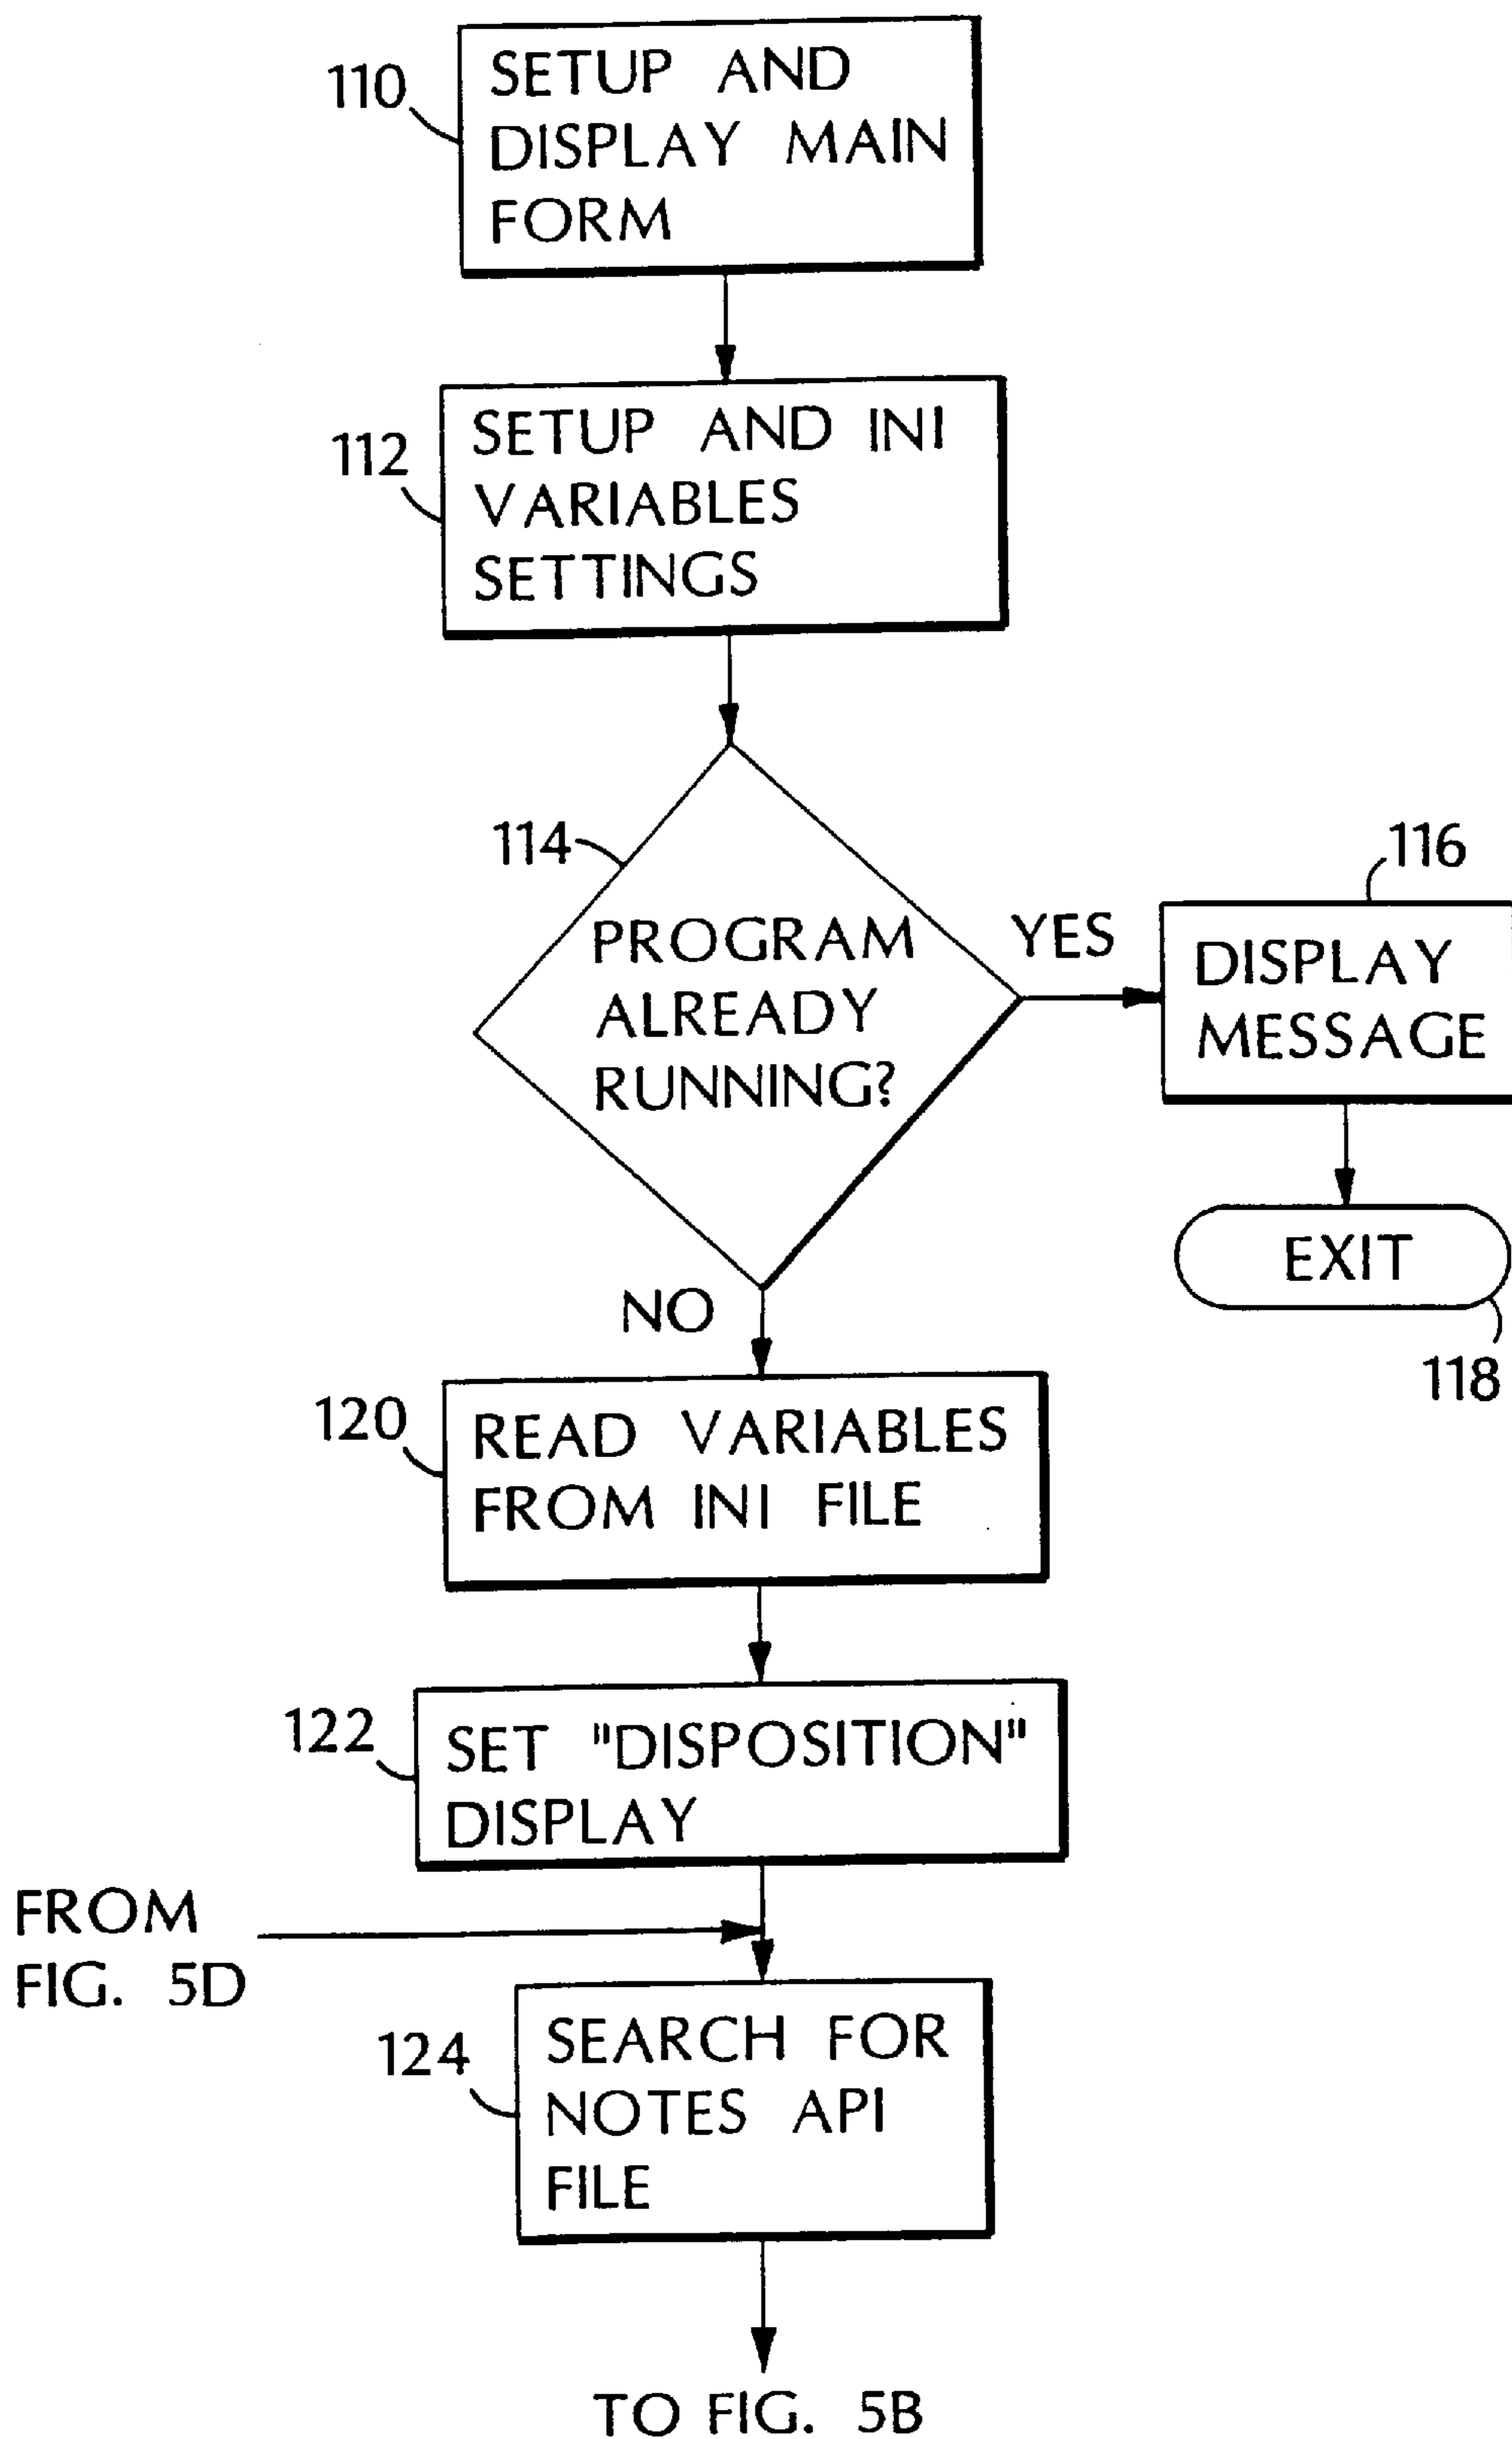 110
SETUP AND
DISPLAY MAIN
FORM
112
SETUP AND INI
VARIABLES
SETTINGS
114
PROGRAM
ALREADY
RUNNING?
YES
116
DISPLAY
MESSAGE
EXIT
118
NO
120
READ VARIABLES
FROM INI FILE
122
SET "DISPOSITION"
DISPLAY
FROM
FIG. 5D
124
SEARCH FOR
NOTES API
FILE
TO FIG. 5B